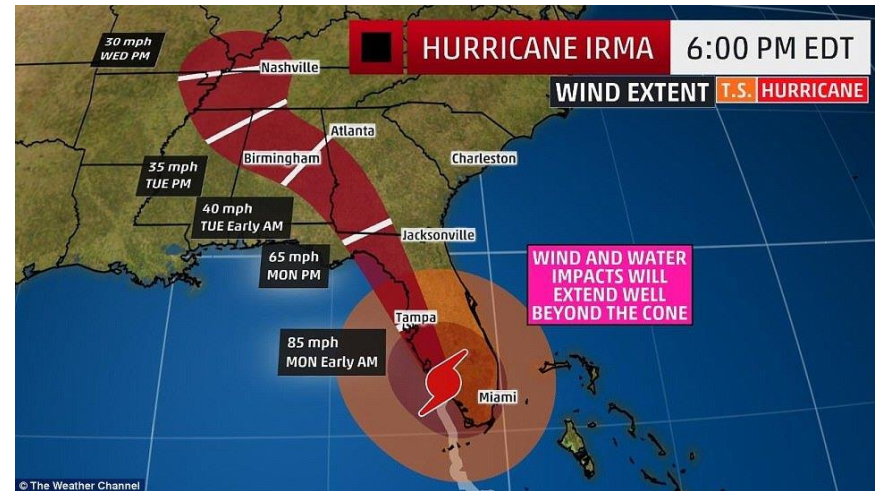 HURRICANE IRMA
6:00 PM EDT
WIND EXTENT
T.S.
HURRICANE
30 mph
WED PM
Nashville
Atlanta
Birmingham
Charleston
35 mph
TUE PM
40 mph
TUE Early AM
Jacksonville
65 mph
MON PM
WIND AND WATER
IMPACTS WILL
EXTEND WELL
BEYOND THE CONE
Tampa
85 mph
MON Early AM
Miami
© The Weather Channel